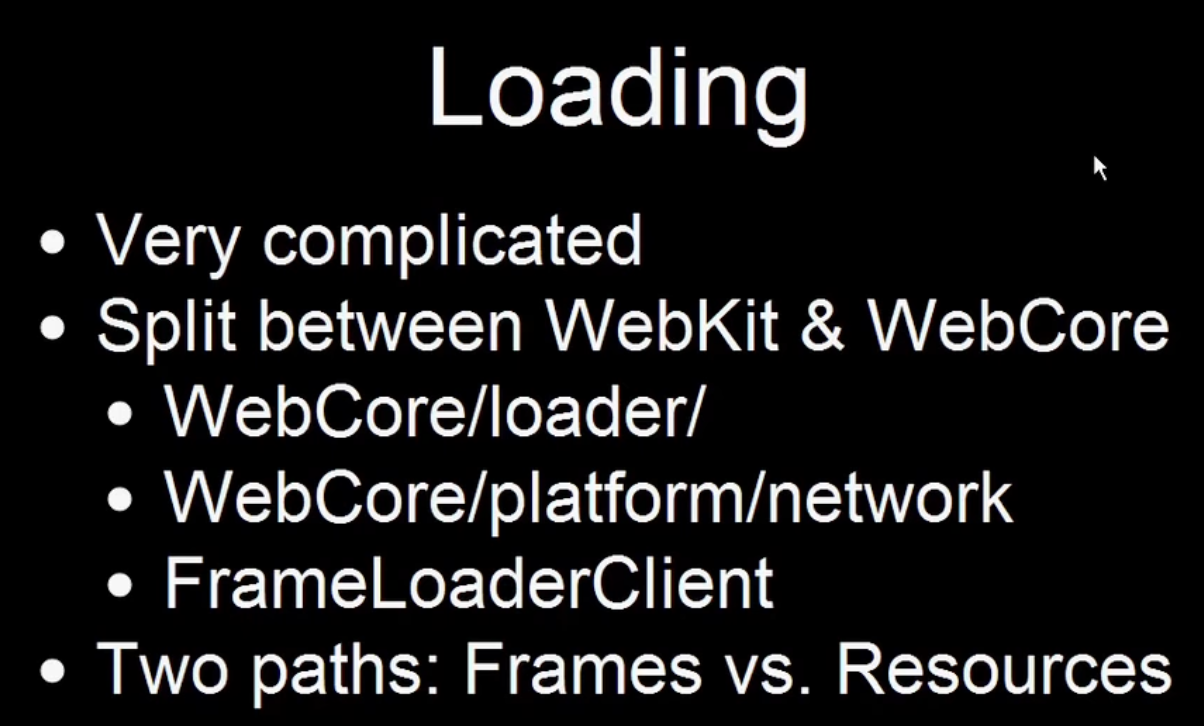 Loading
• Very complicated
• Split between WebKit & WebCore
• WebCore/loader/
• WebCore/platform/network
• FrameLoaderClient
• Two paths: Frames vs. Resources